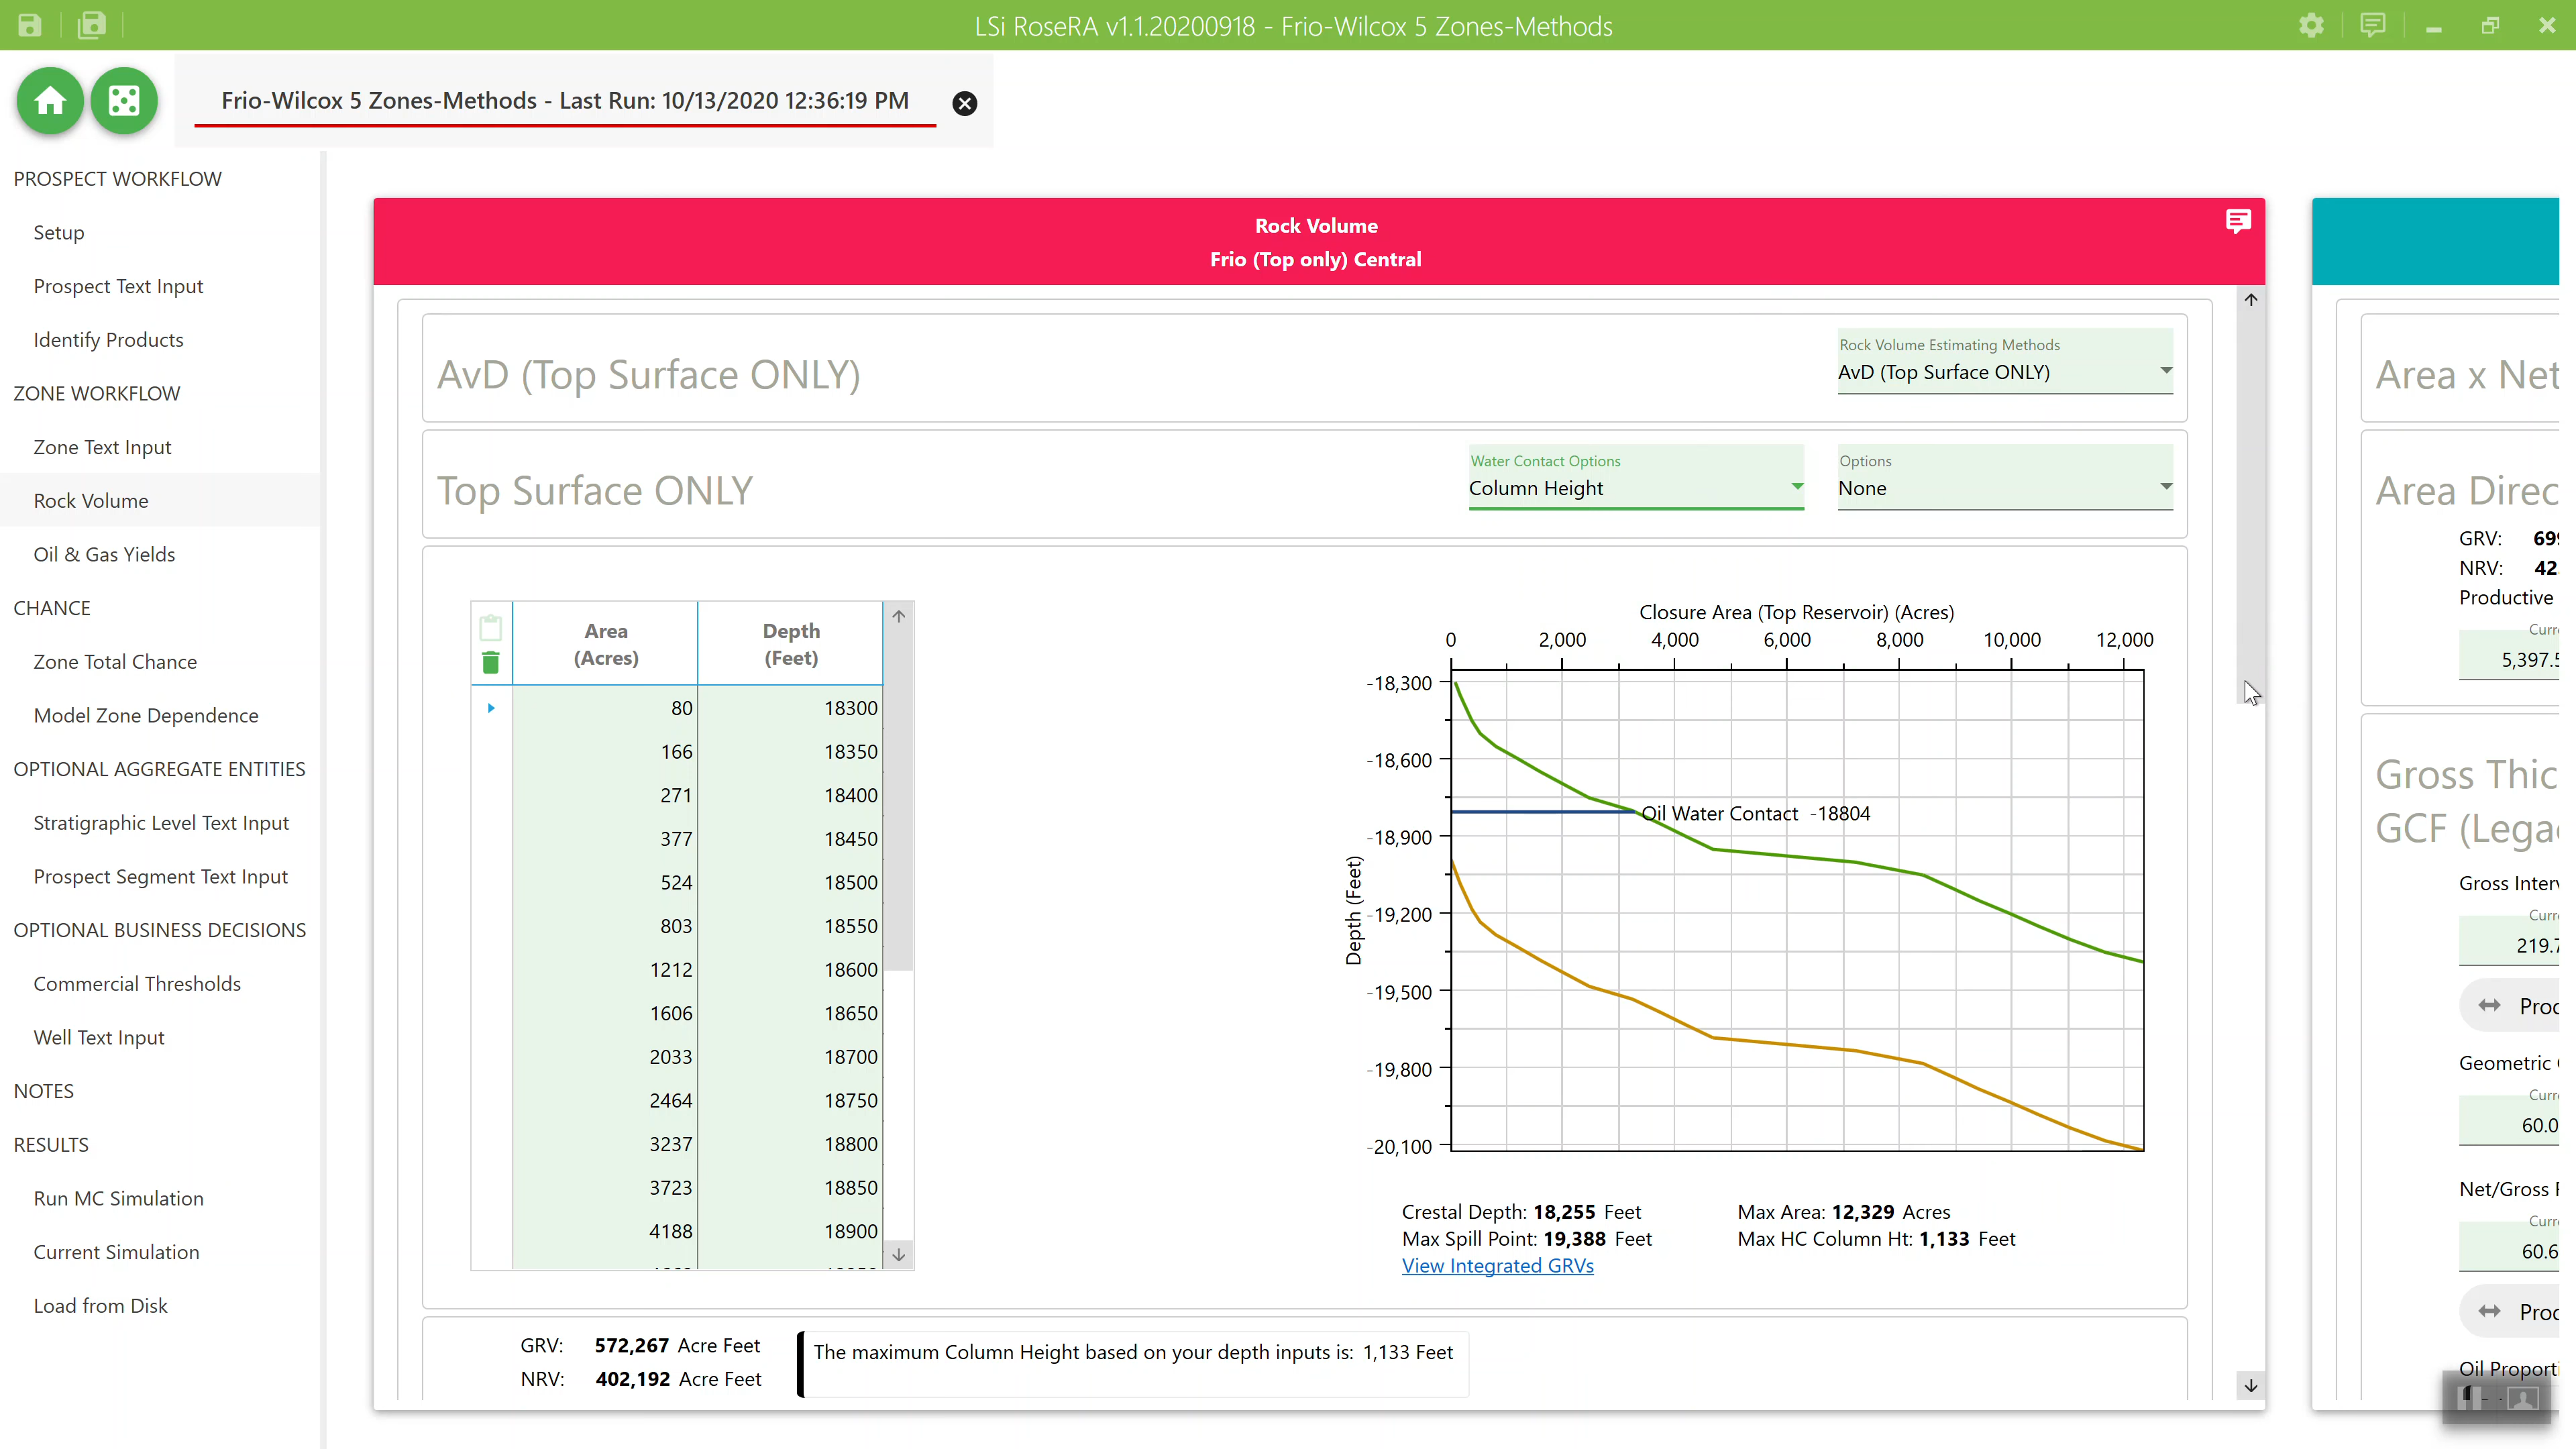 LSi RoseRA v1.1.20200918 - Frio-Wilcox 5 Zones-Methods
Frio-Wilcox 5 Zones-Methods - Last Run: 10/13/2020 12:36:19 PM
PROSPECT WORKFLOW
Setup
Prospect Text Input
Identify Products
ZONE WORKFLOW
Zone Text Input
Rock Volume
Oil & Gas Yields
CHANCE
Zone Total Chance
Model Zone Dependence
OPTIONAL AGGREGATE ENTITIES
Stratigraphic Level Text Input
Prospect Segment Text Input
OPTIONAL BUSINESS DECISIONS
Commercial Thresholds
Well Text Input
NOTES
RESULTS
Run MC Simulation
Current Simulation
Load from Disk
Rock Volume
Frio (Top only) Central
AvD (Top Surface ONLY)
Rock Volume Estimating Methods
AvD (Top Surface ONLY)
Top Surface ONLY
Water Contact Options
Column Height
Options
None
Area (Acres) Depth (Feet)
80 18300
166 18350
271 18400
377 18450
524 18500
803 18550
1212 18600
1606 18650
2033 18700
2464 18750
3237 18800
3723 18850
4188 18900
Closure Area (Top Reservoir) (Acres)
0 2,000 4,000 6,000 8,000 10,000 12,000
Depth (Feet)
-18,300
-18,600
-18,900
-19,200
-19,500
-19,800
-20,100
Oil Water Contact -18804
Crestal Depth: 18,255 Feet
Max Area: 12,329 Acres
Max Spill Point: 19,388 Feet
Max HC Column Ht: 1,133 Feet
View Integrated GRVs
GRV: 572,267 Acre Feet
NRV: 402,192 Acre Feet
The maximum Column Height based on your depth inputs is: 1,133 Feet
Area x Net
Area Direc
GRV: 69
NRV: 42
Productive
Curr
5,397.5
Gross Thic
GCF (Lega
Gross Interv
Curr
219.7
Proc
Geometric
Curr
60.0
Net/Gross
Curr
60.6
Proc
Oil Proporti